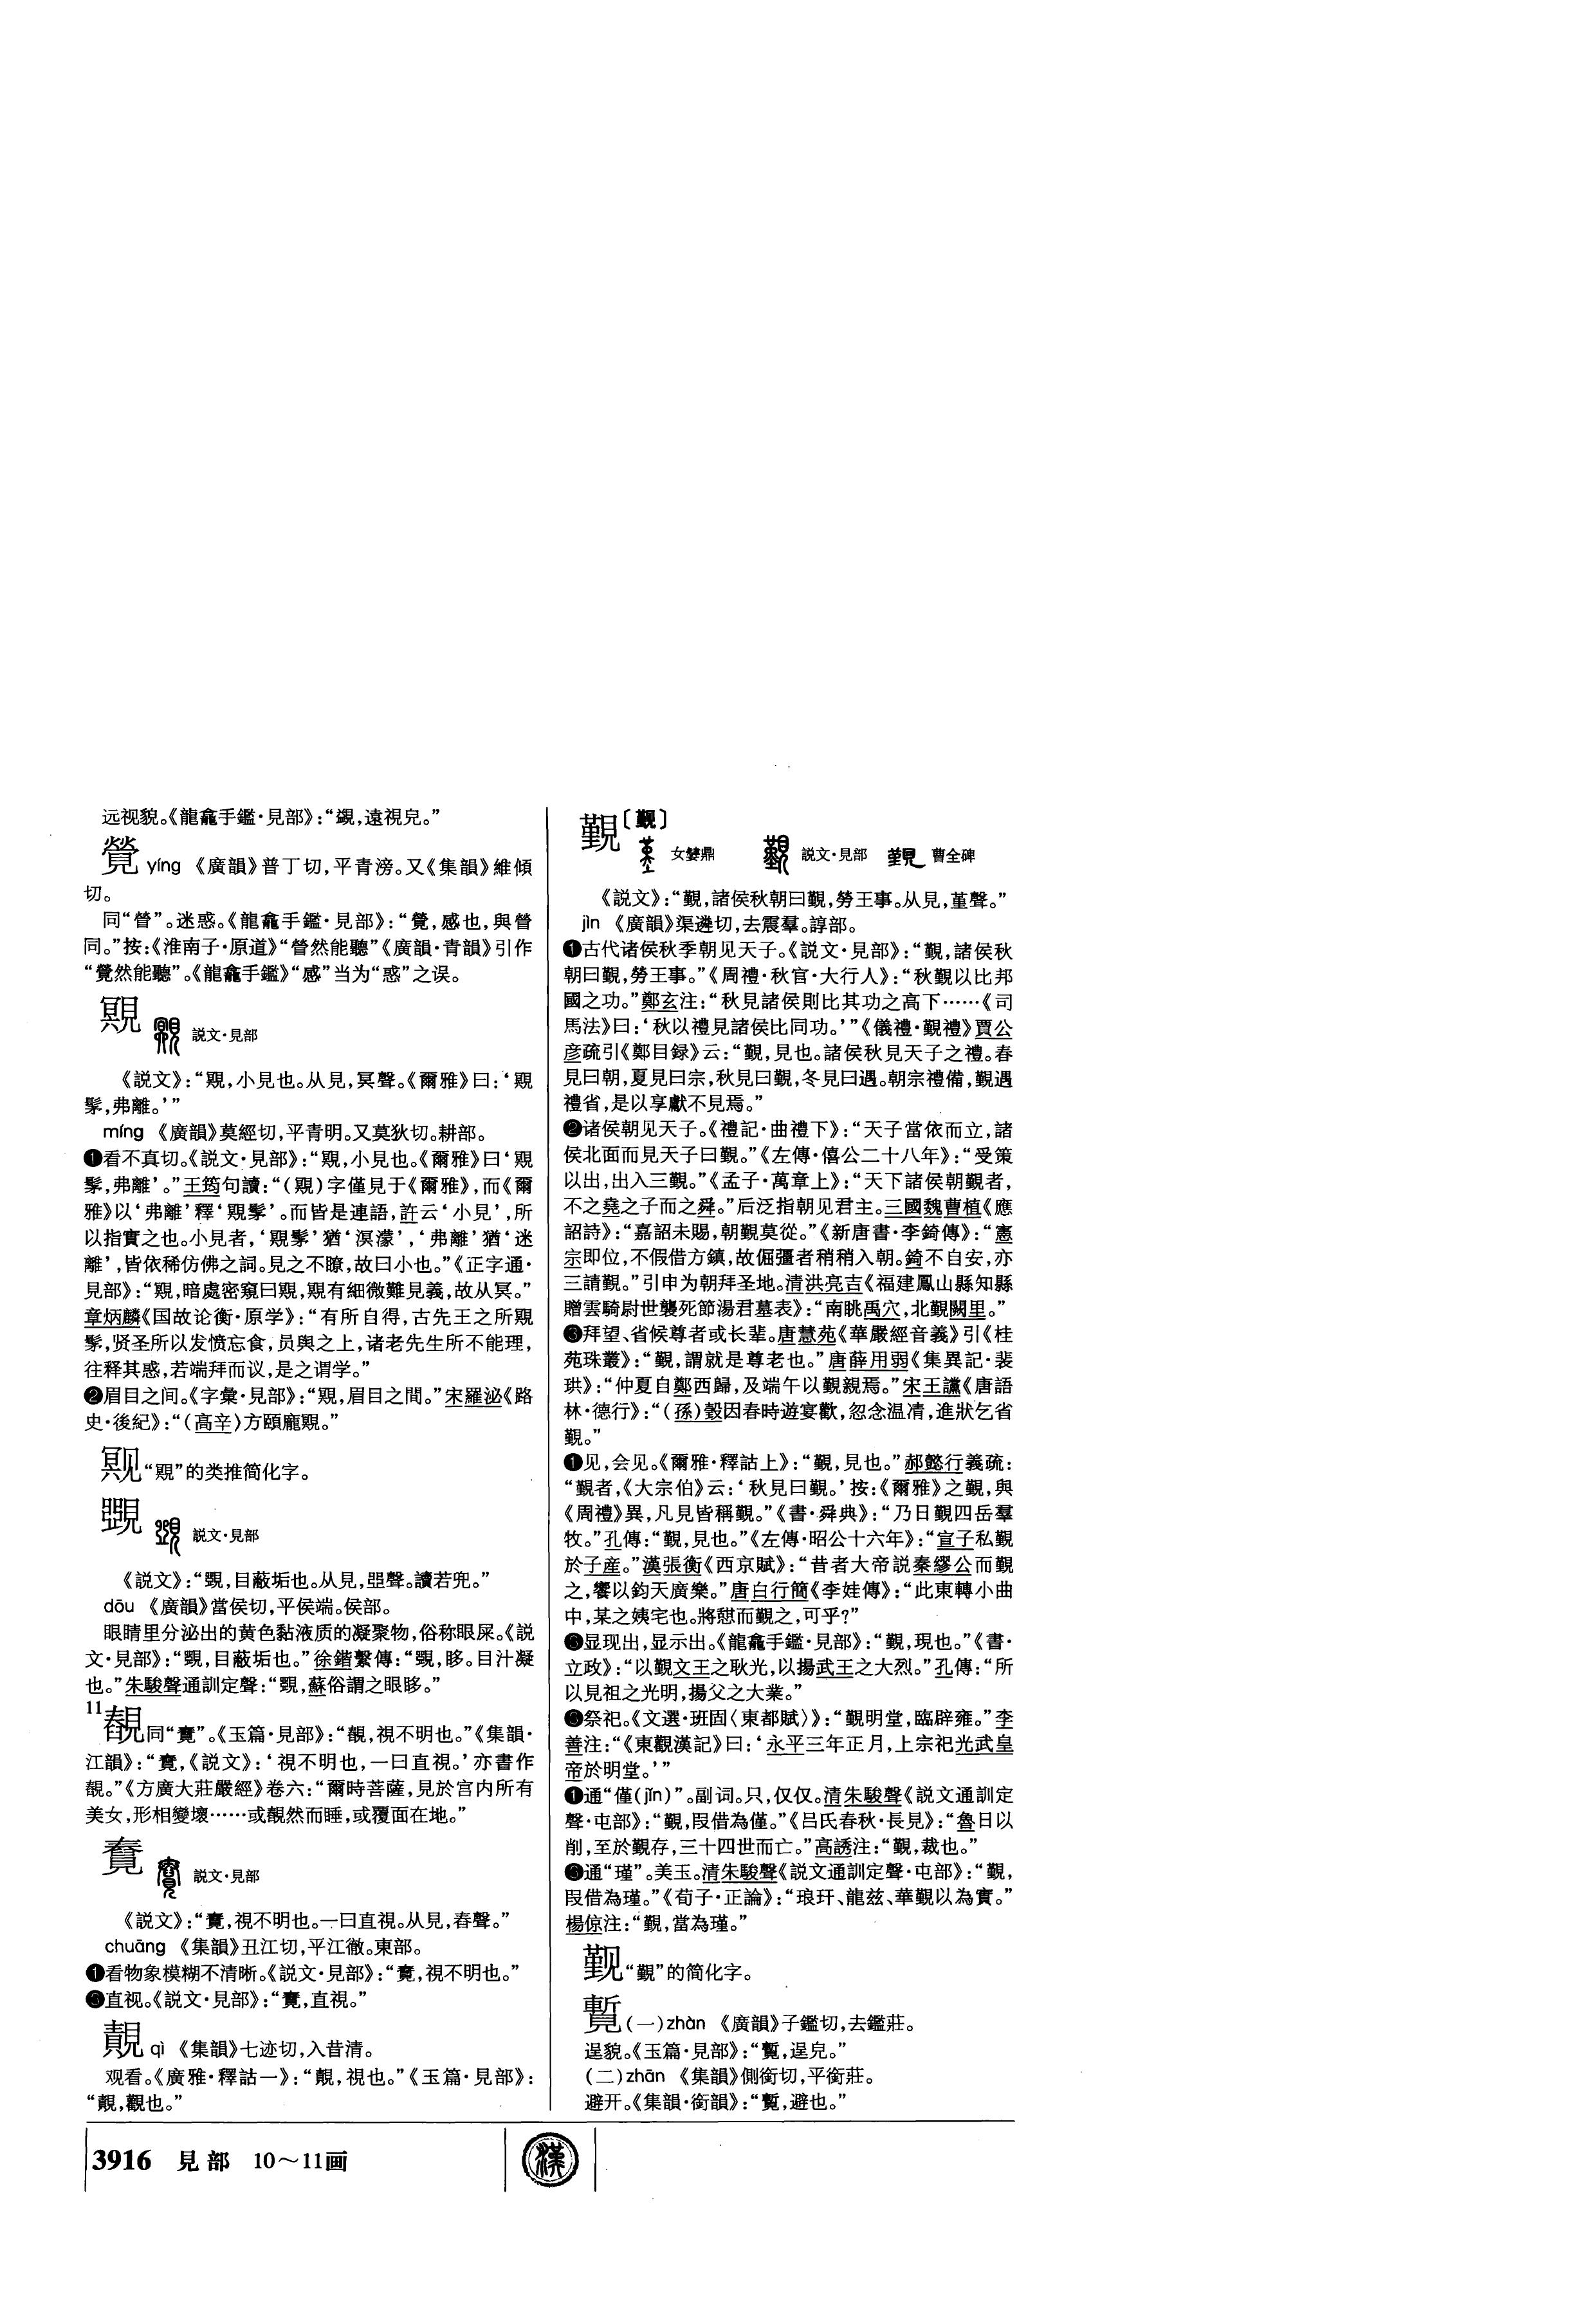 远视貌。《龍龕手鑑·見部》：“覫，遠視皃。”
覮 yíng 《廣韻》普丁切，平青滂。又《集韻》維傾
切。
同“㽦”。迷惑。《龍龕手鑑·見部》：“覮，感也，與
同。”按：《淮南子·原道》“然能聽”《廣韻·青韻》引作
“覮然能聽”。《龍龕手鑑》“感”当为“惑”之误。
覭
説文·見部
《説文》：“覭，小見也。从見，冥聲。《爾雅》曰：‘覭
髳，弗離。’”
míng 《廣韻》莫經切，平青明。又莫狄切。耕部。
❶看不真切。《説文·見部》：“覭，小見也。《爾雅》曰‘覭
髳，弗離’。”王筠句讀：“（覭）字僅見于《爾雅》，而《爾
雅》以‘弗離’釋‘覭髳’。而皆是連語，許云‘小見’，所
以指實之也。小見者，‘覭髳’猶‘溟濛’，‘弗離’猶‘迷
離’，皆依稀仿佛之詞。見之不瞭，故曰小也。”《正字通·
見部》：“覭，暗處密窺曰覭，覭有細微難見義，故从冥。”
章炳麟《国故论衡·原学》：“有所自得，古先王之所覭
髳，贤圣所以发愤忘食，员舆之上，诸老先生所不能理，
往释其惑，若端拜而议，是之谓学。”
❷眉目之间。《字彙·見部》：“覭，眉目之間。”宋羅泌《路
史·後紀》：“（高辛）方頤龐覭。”
“覭”的类推简化字。
覴
説文·見部
《説文》：“，目蔽垢也。从見，聲。讀若兜。”
dōu 《廣韻》當侯切，平侯端。侯部。
眼睛里分泌出的黄色黏液质的凝聚物，俗称眼屎。《説
文·見部》：“，目蔽垢也。”徐鍇繫傳：“，眵。目汁凝
也。”朱駿聲通訓定聲：“，蘇俗謂之眼眵。”
11
同“覟”。《玉篇·見部》：“，視不明也。”《集韻·
江韻》：“，《説文》：‘視不明也，一曰直視。’亦書作
。”《方廣大莊嚴經》卷六：“爾時菩薩，見於宫内所有
美女，形相變壞……或然而睡，或覆面在地。”
説文·見部
《説文》：“，視不明也。一曰直視。从見，舂聲。”
chuāng 《集韻》丑江切，平江徹。東部。
❶看物象模糊不清晰。《説文·見部》：“，視不明也。”
❷直视。《説文·見部》：“，直視。”
覿 qì 《集韻》七迹切，入昔清。
观看。《廣雅·釋詁一》：“，視也。”《玉篇·見部》：
“，觀也。”
覲〔觐〕
女鼎 説文·見部 曹全碑
《説文》：“覲，諸侯秋朝曰覲，勞王事。从見，堇聲。”
jìn 《廣韻》渠遴切，去震羣。諄部。
❶古代诸侯秋季朝见天子。《説文·見部》：“覲，諸侯秋
朝曰覲，勞王事。”《周禮·秋官·大行人》：“秋覲以比邦
國之功。”鄭玄注：“秋見諸侯則比其功之高下……《司
馬法》曰：‘秋以禮見諸侯比同功。’”《儀禮·覲禮》賈公
彦疏引《鄭目録》云：“覲，見也。諸侯秋見天子之禮。春
見曰朝，夏見曰宗，秋見曰覲，冬見曰遇。朝宗禮備，覲遇
禮省，是以享獻不見焉。”
❷诸侯朝见天子。《禮記·曲禮下》：“天子當依而立，諸
侯北面而見天子曰覲。”《左傳·僖公二十八年》：“受策
以出，出入三覲。”《孟子·萬章上》：“天下諸侯朝覲者，
不之堯之子而之舜。”后泛指朝见君主。三國魏曹植《應
詔詩》：“嘉詔未賜，朝覲莫從。”《新唐書·李錡傳》：“憲
宗即位，不假借方鎮，故倔彊者稍稍入朝。錡不自安，亦
三請覲。”引申为朝拜圣地。清洪亮吉《福建鳳山縣知縣
贈雲騎尉世襲死節湯君墓表》：“南眺禹穴，北覲闕里。”
❸拜望、省候尊者或长辈。唐慧苑《華嚴經音義》引《桂
苑珠叢》：“覲，謂就是尊老也。”唐薛用弱《集異記·裴
珙》：“仲夏自鄭西歸，及端午以覲親焉。”宋王讜《唐語
林·德行》：“（孫）毂因春時遊宴歡，忽念温凊，進狀乞省
覲。”
❶见，会见。《爾雅·釋詁上》：“覲，見也。”郝懿行義疏：
“覲者，《大宗伯》云：‘秋見曰覲。’按：《爾雅》之覲，與
《周禮》異，凡見皆稱覲。”《書·舜典》：“乃日覲四岳羣
牧。”孔傳：“覲，見也。”《左傳·昭公十六年》：“宣子私覲
於子産。”漢張衡《西京賦》：“昔者大帝説秦繆公而覲
之，饗以鈞天廣樂。”唐白行簡《李娃傳》：“此東轉小曲
中，某之姨宅也。將憇而覲之，可乎？”
❺显现出，显示出。《龍龕手鑑·見部》：“覲，現也。”《書·
立政》：“以覲文王之耿光，以揚武王之大烈。”孔傳：“所
以見祖之光明，揚父之大業。”
❻祭祀。《文選·班固〈東都賦〉》：“覲明堂，臨辟雍。”李
善注：“《東觀漢記》曰：‘永平三年正月，上宗祀光武皇
帝於明堂。’”
❶通“僅（jǐn）”。副词。只，仅仅。清朱駿聲《説文通訓定
聲·屯部》：“覲，叚借為僅。”《吕氏春秋·長見》：“魯日以
削，至於覲存，三十四世而亡。”高誘注：“覲，裁也。”
❽通“瑾”。美玉。清朱駿聲《説文通訓定聲·屯部》：“覲，
叚借為瑾。”《荀子·正論》：“琅玕、龍兹、華覲以為實。”
楊倞注：“覲，當為瑾。”
觐“覲”的简化字。
覱（一）zhàn 《廣韻》子鑑切，去鑑莊。
逞貌。《玉篇·見部》：“，逞皃。”
（二）zhān 《集韻》側銜切，平銜莊。
避开。《集韻·銜韻》：“，避也。”
3916 見部 10～11画
漢